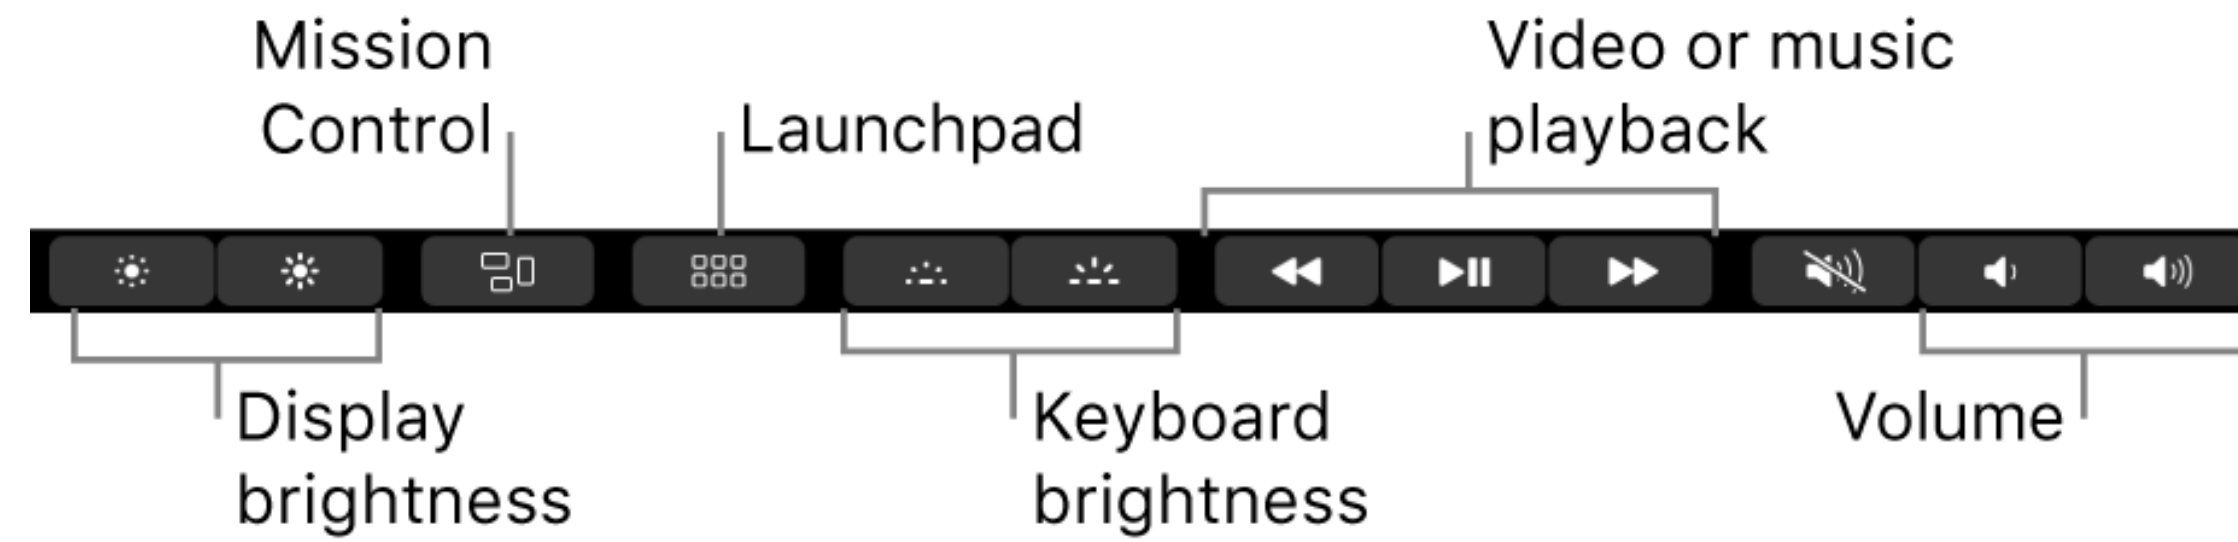 Mission
Control
Launchpad
Video or music
playback
Display
brightness
Keyboard
brightness
Volume